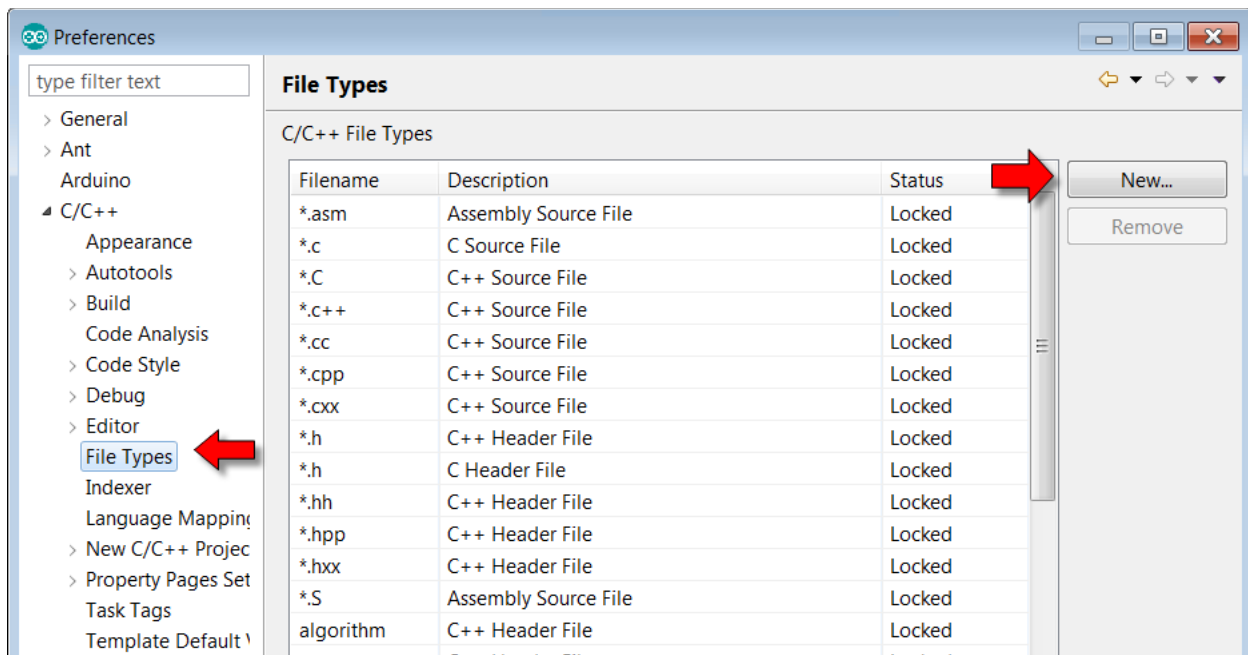 Preferences
type filter text
General
Ant
Arduino
C/C++
Appearance
Autotools
Build
Code Analysis
Code Style
Debug
Editor
File Types
Indexer
Language Mapping
New C/C++ Projec
Property Pages Set
Task Tags
Template Default
File Types
C/C++ File Types
Filename Description Status
*.asm Assembly Source File Locked
*.c C Source File Locked
*.C C++ Source File Locked
*.c++ C++ Source File Locked
*.cc C++ Source File Locked
*.cpp C++ Source File Locked
*.cxx C++ Source File Locked
*.h C++ Header File Locked
*.h C Header File Locked
*.hh C++ Header File Locked
*.hpp C++ Header File Locked
*.hxx C++ Header File Locked
*.S Assembly Source File Locked
algorithm C++ Header File Locked
New...
Remove